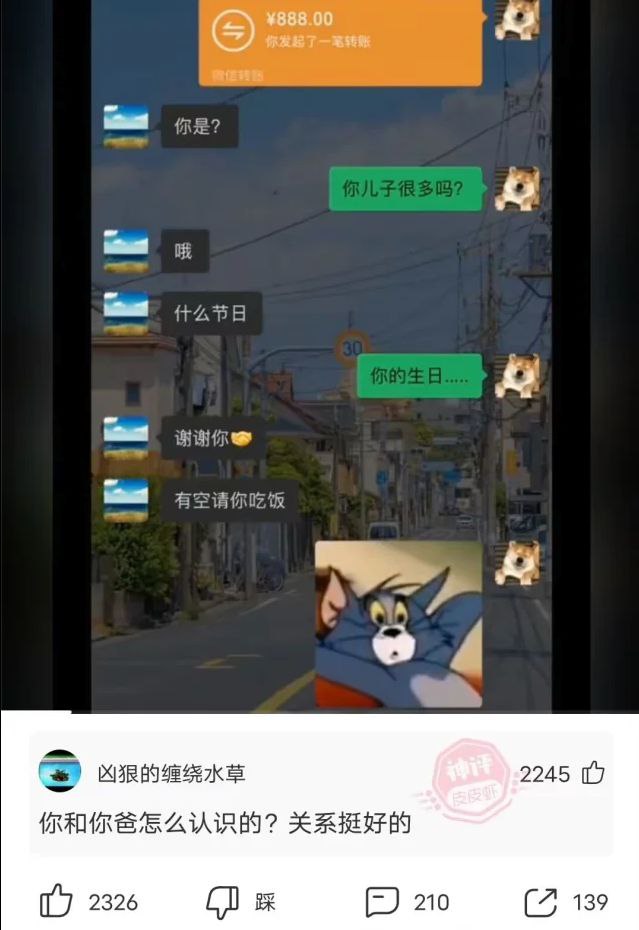 ¥888.00
你发起了一笔转账
微信转账
你是?
你儿子很多吗?
哦
什么节日
30
你的生日.....
谢谢你🤝
有空请你吃饭
凶狠的缠绕水草
神评
皮皮虾
2245
你和你爸怎么认识的?关系挺好的
2326
踩
210
139